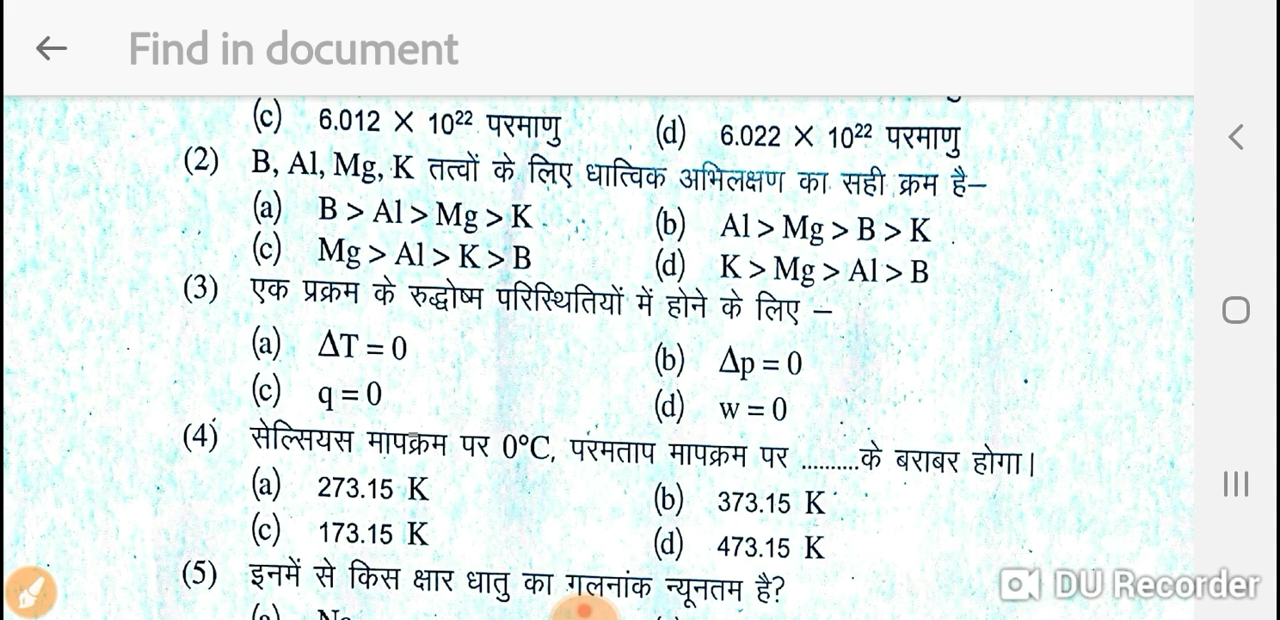 Find in document
(c) 6.012 × 10²² परमाणु (d) 6.022 × 10²² परमाणु
(2) B, Al, Mg, K तत्वों के लिए धात्विक अभिलक्षण का सही क्रम है–
(a) B > Al > Mg > K (b) Al > Mg > B > K
(c) Mg > Al > K > B (d) K > Mg > Al > B
(3) एक प्रक्रम के रुद्धोष्म परिस्थितियों में होने के लिए –
(a) ΔT = 0 (b) Δp = 0
(c) q = 0 (d) w = 0
(4) सेल्सियस मापक्रम पर 0°C, परमताप मापक्रम पर ..........के बराबर होगा।
(a) 273.15 K (b) 373.15 K
(c) 173.15 K (d) 473.15 K
(5) इनमें से किस क्षार धातु का गलनांक न्यूनतम है?
DU Recorder